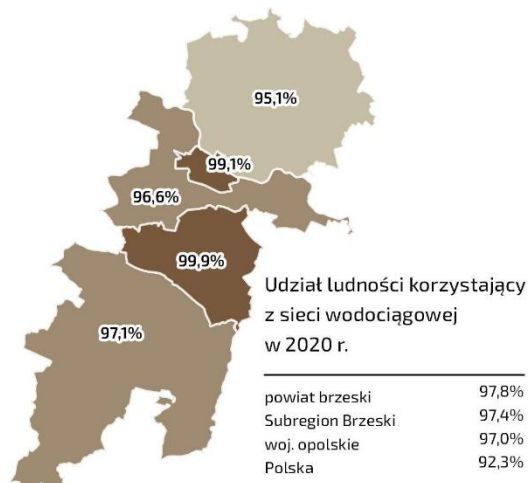 95,1%
99,1%
96,6%
99,9%
97,1%
Udział ludności korzystający
z sieci wodociągowej
w 2020 r.
powiat brzeski 97,8%
Subregion Brzeski 97,4%
woj. opolskie 97,0%
Polska 92,3%